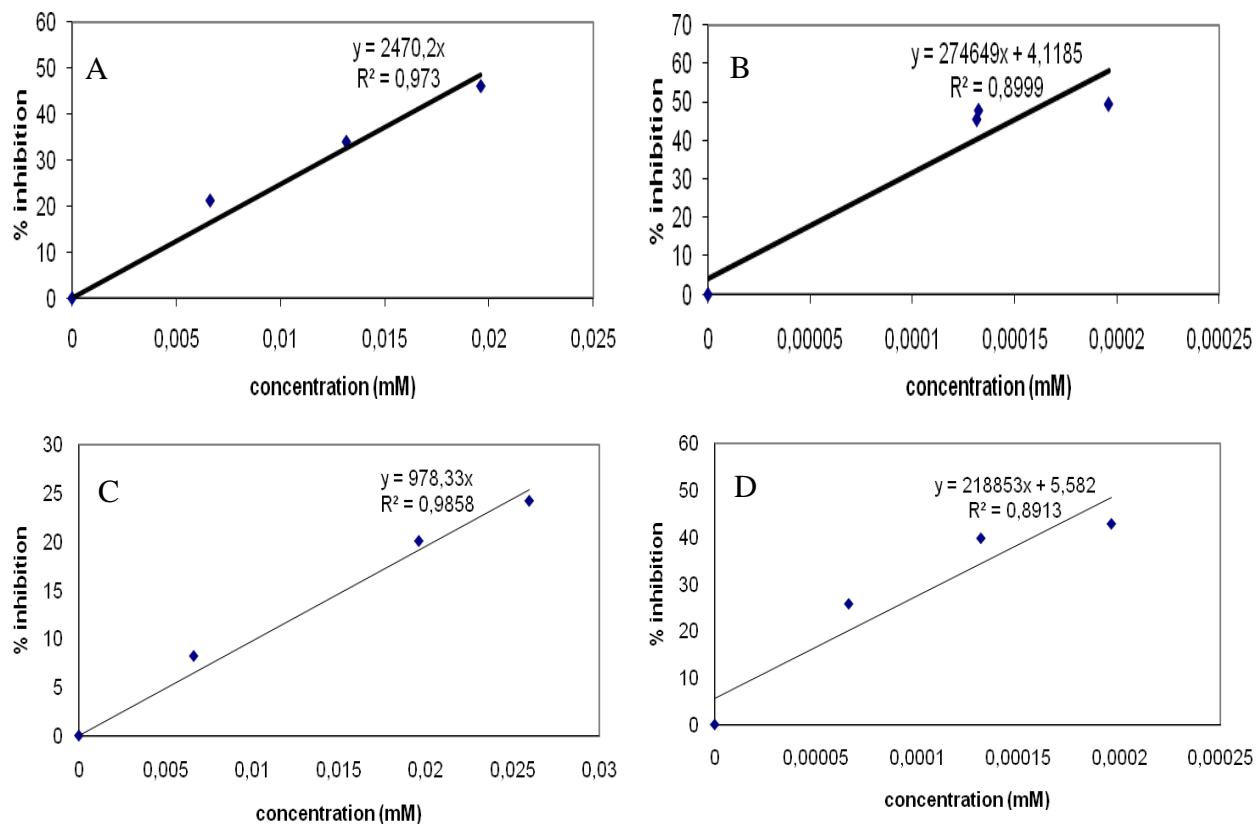 60
50
40
30
20
10
0
% inhibition
A
y = 2470,2x
R² = 0,973
0 0,005 0,01 0,015 0,02 0,025
concentration (mM)
70
60
50
40
30
20
10
0
% inhibition
B
y = 274649x + 4,1185
R² = 0,8999
0 0,00005 0,0001 0,00015 0,0002 0,00025
concentration (mM)
30
25
20
15
10
5
0
% inhibition
C
y = 978,33x
R² = 0,9858
0 0,005 0,01 0,015 0,02 0,025 0,03
concentration (mM)
60
50
40
30
20
10
0
% inhibition
D
y = 218853x + 5,582
R² = 0,8913
0 0,00005 0,0001 0,00015 0,0002 0,00025
concentration (mM)